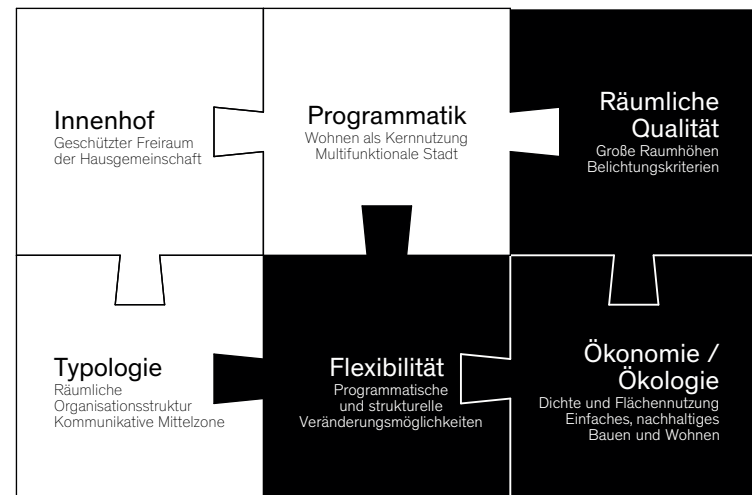 Innenhof
Geschützter Freiraum
der Hausgemeinschaft
Programmatik
Wohnen als Kernnutzung
Multifunktionale Stadt
Räumliche
Qualität
Große Raumhöhen
Belichtungskriterien
Typologie
Räumliche
Organisationsstruktur
Kommunikative Mittelzone
Flexibilität
Programmatische
und strukturelle
Veränderungsmöglichkeiten
Ökonomie /
Ökologie
Dichte und Flächennutzung
Einfaches, nachhaltiges
Bauen und Wohnen